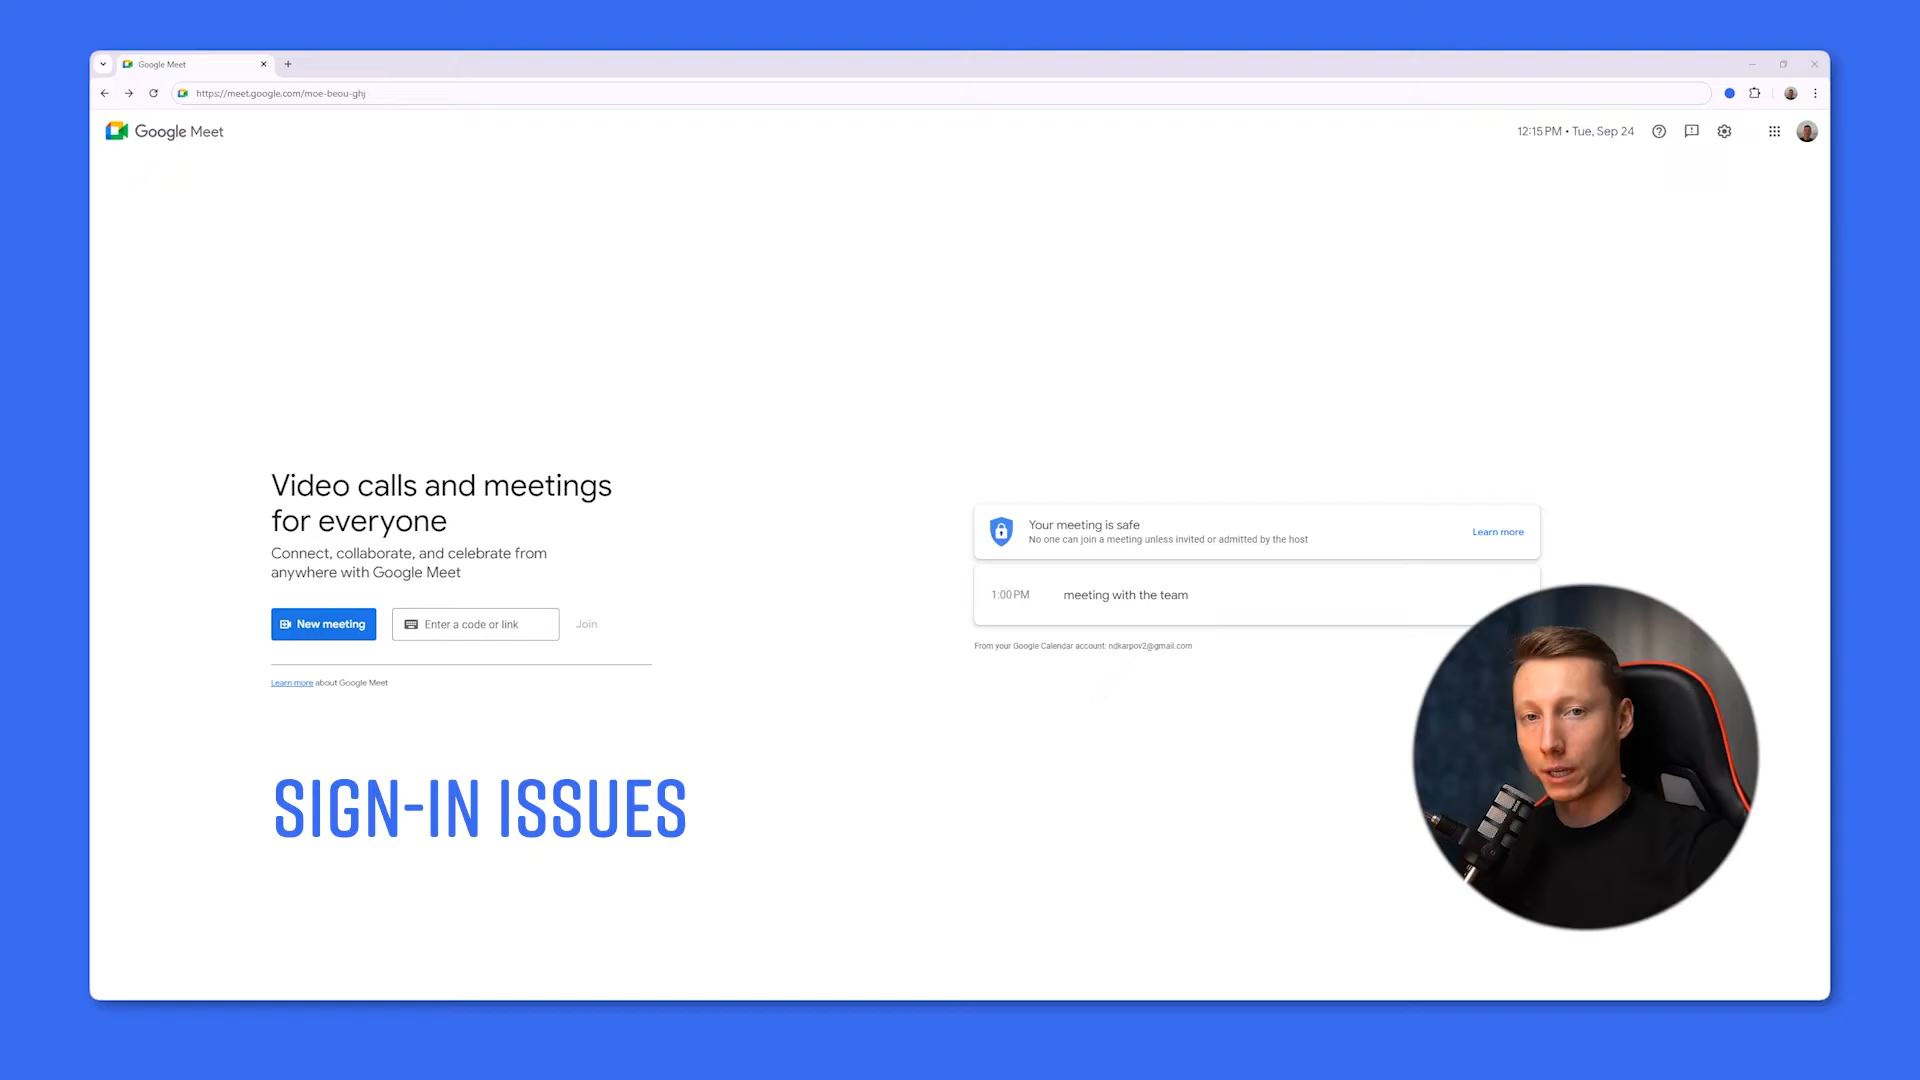 Google Meet
https://meet.google.com/moe-beou-ghj
Google Meet
12:15 PM • Tue, Sep 24
Video calls and meetings
for everyone
Connect, collaborate, and celebrate from
anywhere with Google Meet
New meeting
Enter a code or link
Join
Learn more about Google Meet
Your meeting is safe
No one can join a meeting unless invited or admitted by the host
Learn more
1:00 PM
meeting with the team
From your Google Calendar account: ndkarpov2@gmail.com
SIGN-IN ISSUES